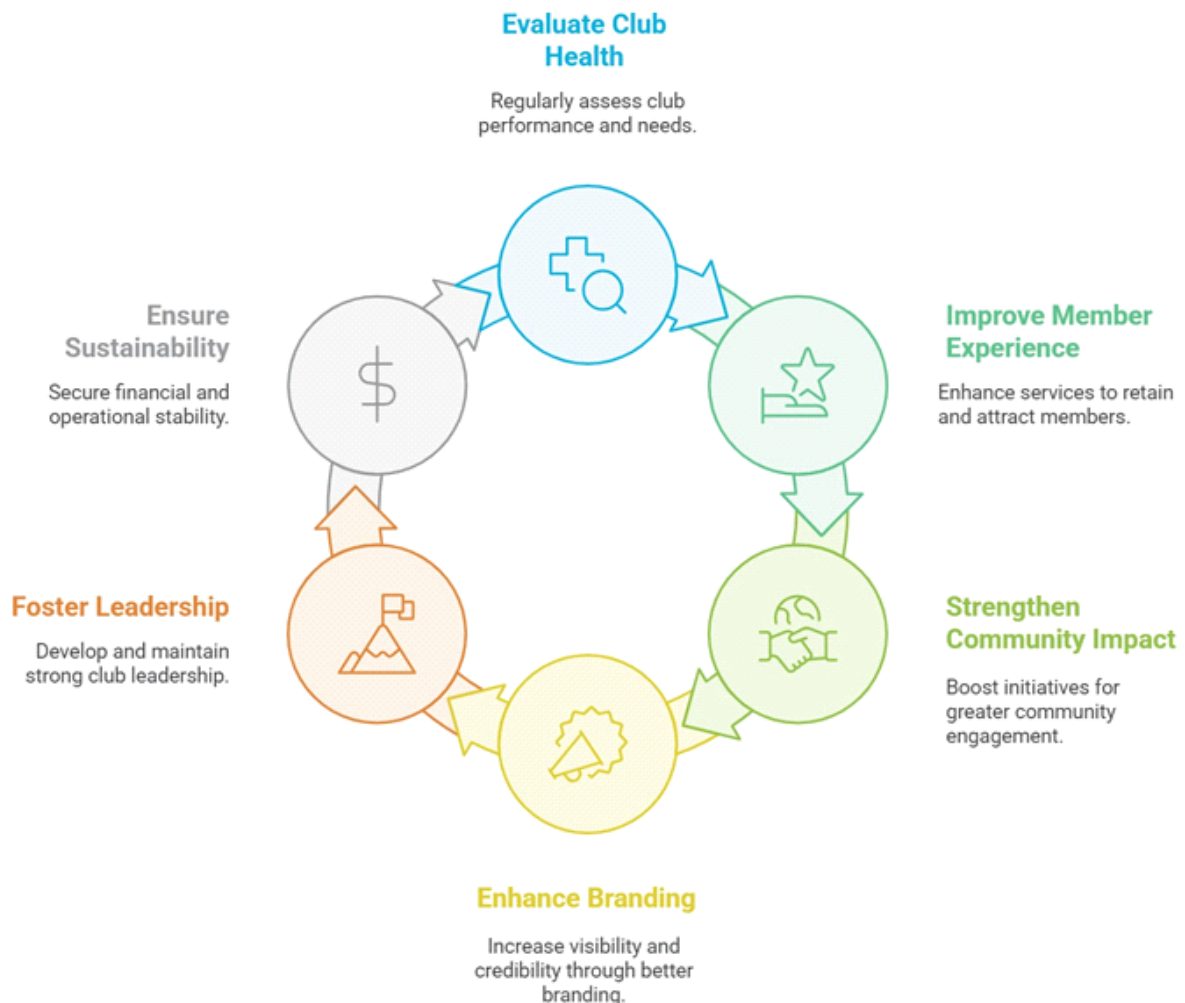 Evaluate Club
Health
Regularly assess club
performance and needs.
Improve Member
Experience
Enhance services to retain
and attract members.
Strengthen
Community Impact
Boost initiatives for
greater community
engagement.
Enhance Branding
Increase visibility and
credibility through better
branding.
Foster Leadership
Develop and maintain
strong club leadership.
Ensure
Sustainability
Secure financial and
operational stability.
$